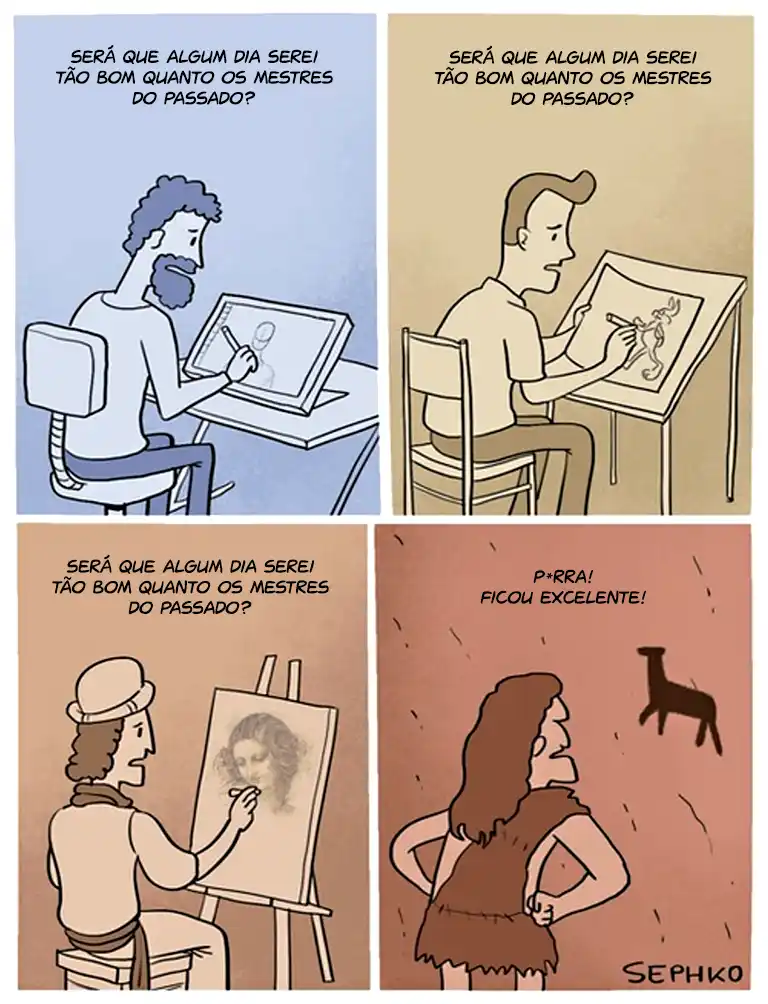 SERÁ QUE ALGUM DIA SEREI
TÃO BOM QUANTO OS MESTRES
DO PASSADO?
SERÁ QUE ALGUM DIA SEREI
TÃO BOM QUANTO OS MESTRES
DO PASSADO?
SERÁ QUE ALGUM DIA SEREI
TÃO BOM QUANTO OS MESTRES
DO PASSADO?
P*RRA!
FICOU EXCELENTE!
SEPHKO